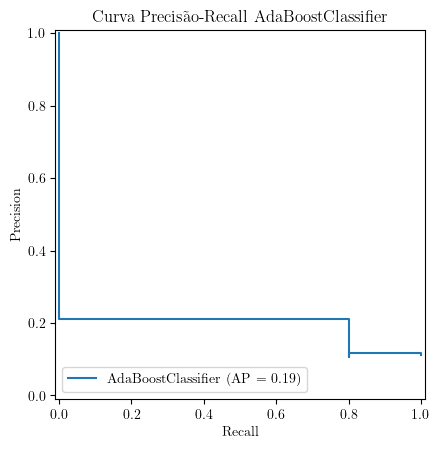 Curva Precisão-Recall AdaBoostClassifier
1.0
0.8
0.6
0.4
0.2
0.0
Precision
AdaBoostClassifier (AP = 0.19)
0.0 0.2 0.4 0.6 0.8 1.0
Recall